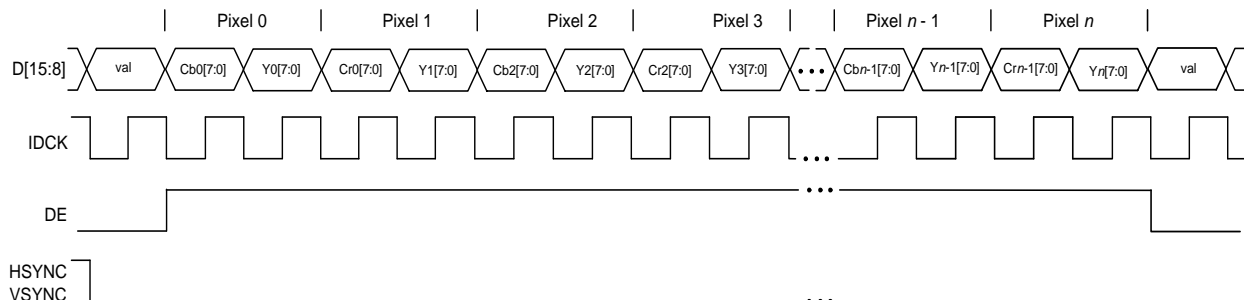 Pixel 0 Pixel 1 Pixel 2 Pixel 3 Pixel n - 1 Pixel n
D[15:8] val Cb0[7:0] Y0[7:0] Cr0[7:0] Y1[7:0] Cb2[7:0] Y2[7:0] Cr2[7:0] Y3[7:0] ... Cbn-1[7:0] Yn-1[7:0] Crn-1[7:0] Yn[7:0] val
IDCK ...
DE ...
HSYNC
VSYNC ...